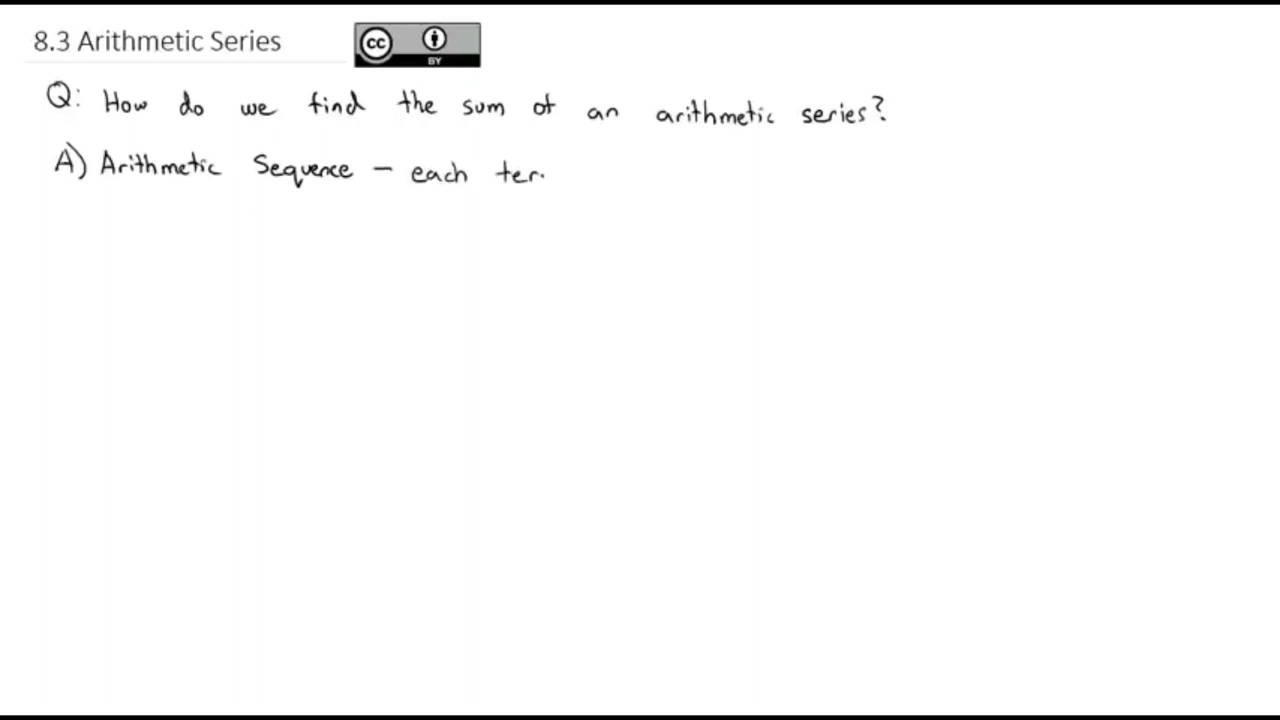 8.3 Arithmetic Series
cc BY
Q: How do we find the sum of an arithmetic series?
A) Arithmetic Sequence - each ter